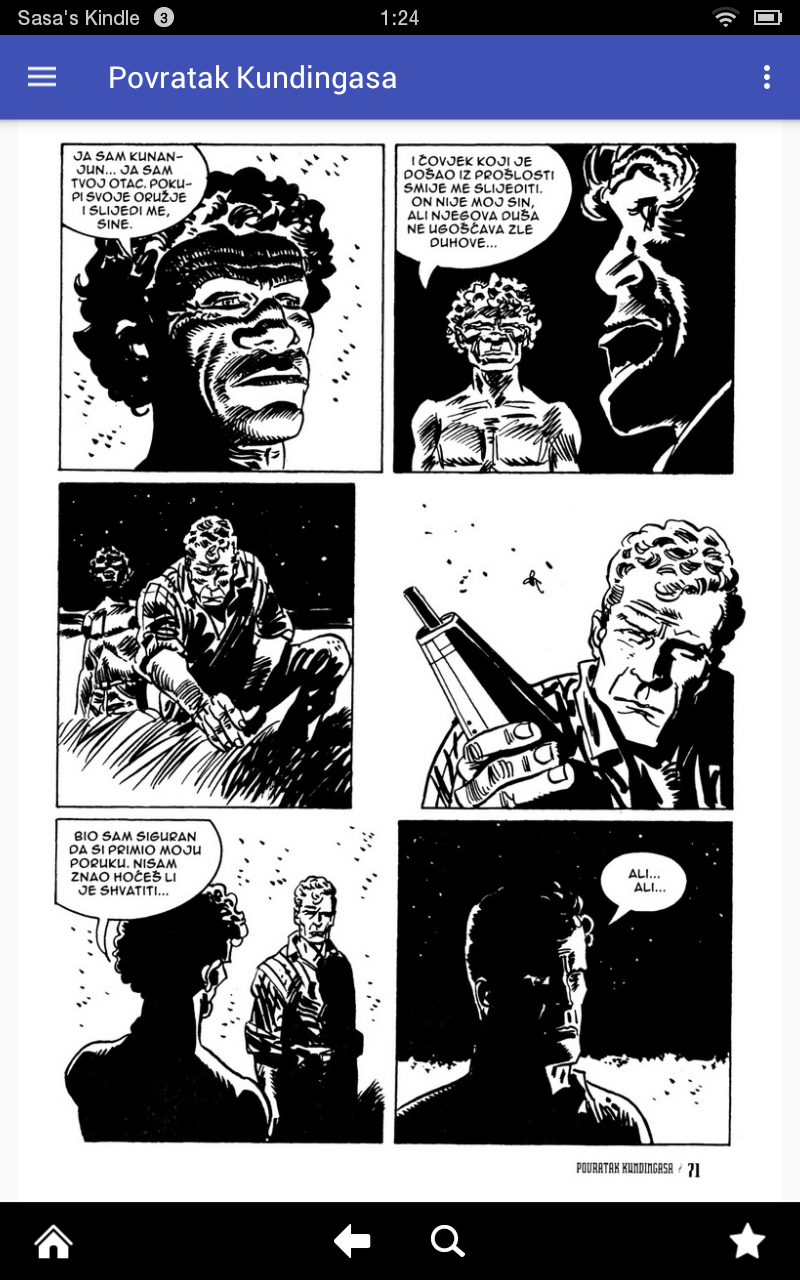 Sasa's Kindle 3
1:24
Povratak Kundingasa
JA SAM KUNAN-
JUN... JA SAM
TVOJ OTAC. POKU-
PI SVOJE ORUŽJE
I SLIJEDI ME,
SINE.
I ČOVJEK KOJI JE
DOŠAO IZ PROŠLOSTI
SMIJE ME SLIJEDITI.
ON NIJE MOJ SIN,
ALI NJEGOVA DUŠA
NE UGOŠĆAVA ZLE
DUHOVE...
BIO SAM SIGURAN
DA SI PRIMIO MOJU
PORUKU. NISAM
ZNAO HOĆEŠ LI
JE SHVATITI...
ALI...
ALI...
POVRATAK KUNDINGASA / 71